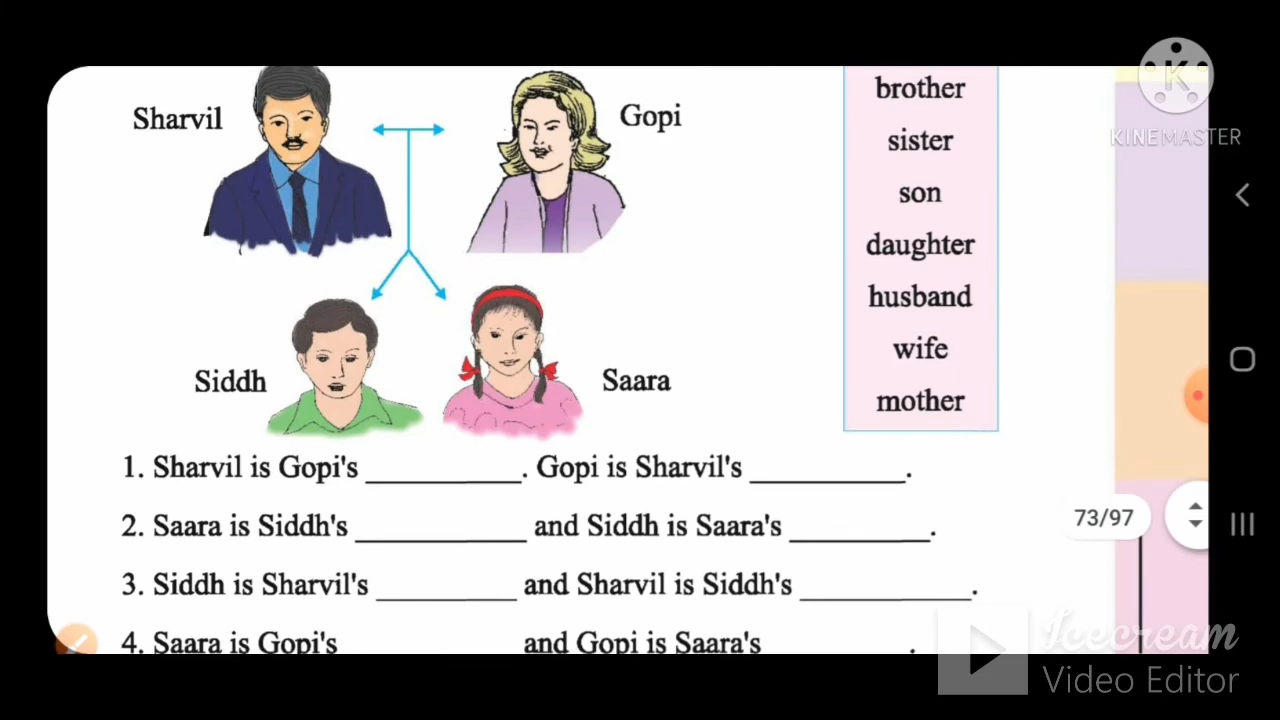 Sharvil
Gopi
brother
sister
son
daughter
husband
wife
mother
Siddh
Saara
1. Sharvil is Gopi's __________. Gopi is Sharvil's __________.
2. Saara is Siddh's __________ and Siddh is Saara's __________.
3. Siddh is Sharvil's __________ and Sharvil is Siddh's __________.
4. Saara is Gopi's __________ and Gopi is Saara's __________.
K
KINEMASTER
73/97
Icecream
Video Editor